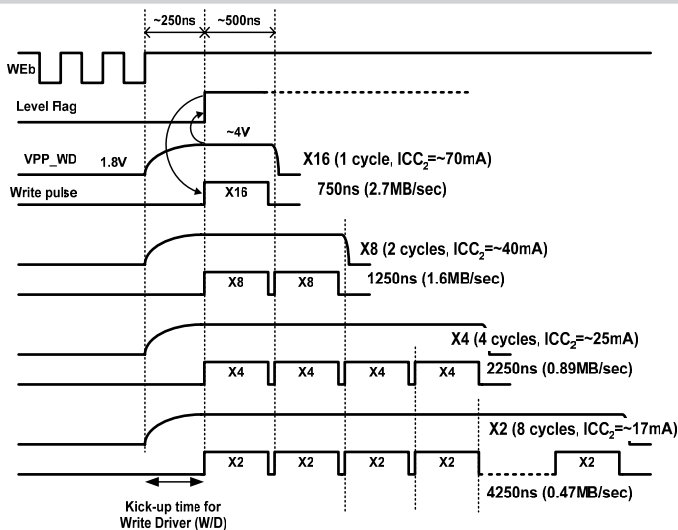 ~250ns ~500ns
WEb
Level Flag
~4V
VPP_WD 1.8V
X16 (1 cycle, ICC2=~70mA)
Write pulse X16 750ns (2.7MB/sec)
X8 (2 cycles, ICC2=~40mA)
X8 X8 1250ns (1.6MB/sec)
X4 (4 cycles, ICC2=~25mA)
X4 X4 X4 X4 2250ns (0.89MB/sec)
X2 (8 cycles, ICC2=~17mA)
X2 X2 X2 X2 X2
4250ns (0.47MB/sec)
Kick-up time for
Write Driver (W/D)